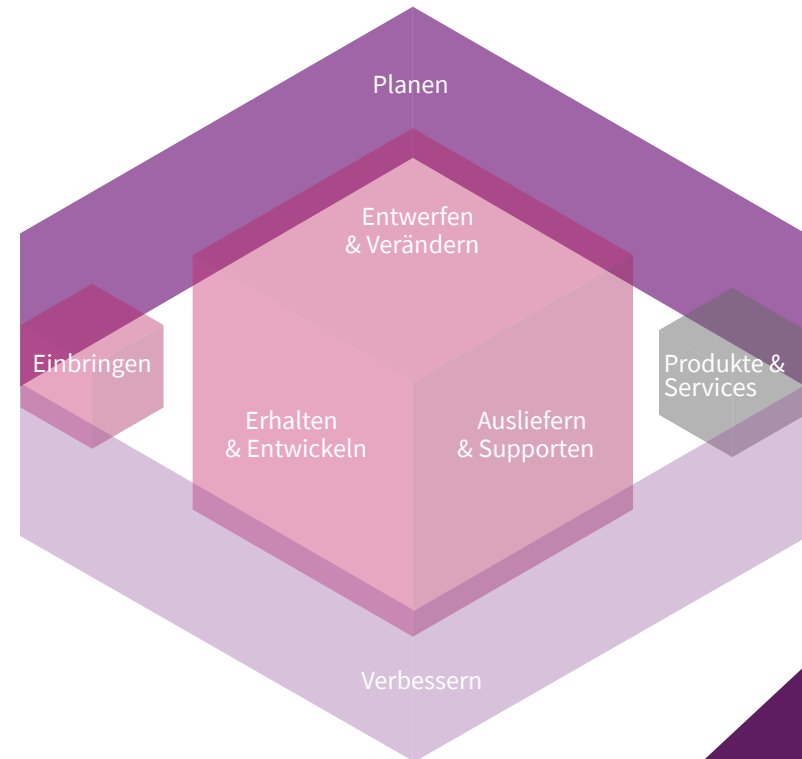 Planen
Entwerfen
& Verändern
Einbringen
Produkte &
Services
Erhalten
& Entwickeln
Ausliefern
& Supporten
Verbessern